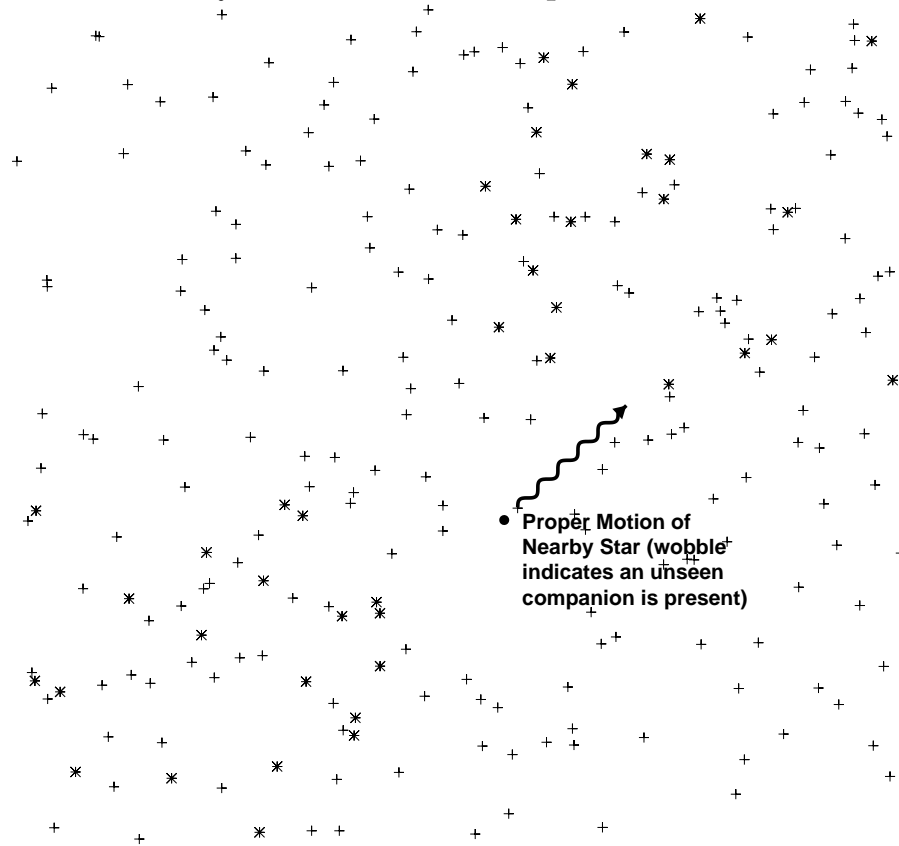 Proper Motion of
Nearby Star (wobble
indicates an unseen
companion is present)